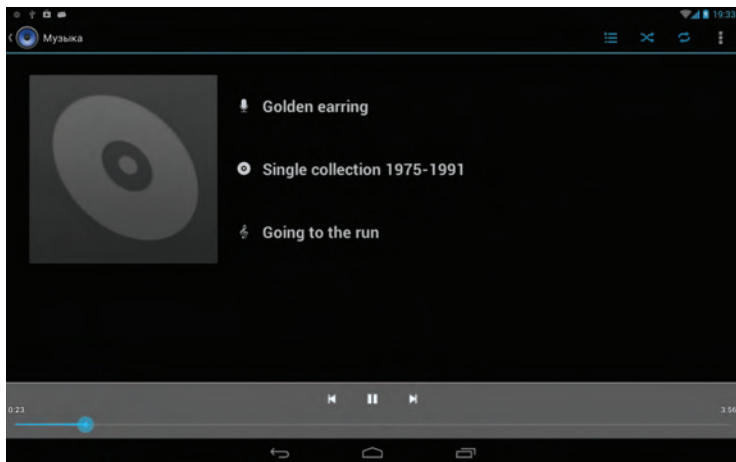 19:33
Музыка
Golden earring
Single collection 1975-1991
Going to the run
0:23
3:56